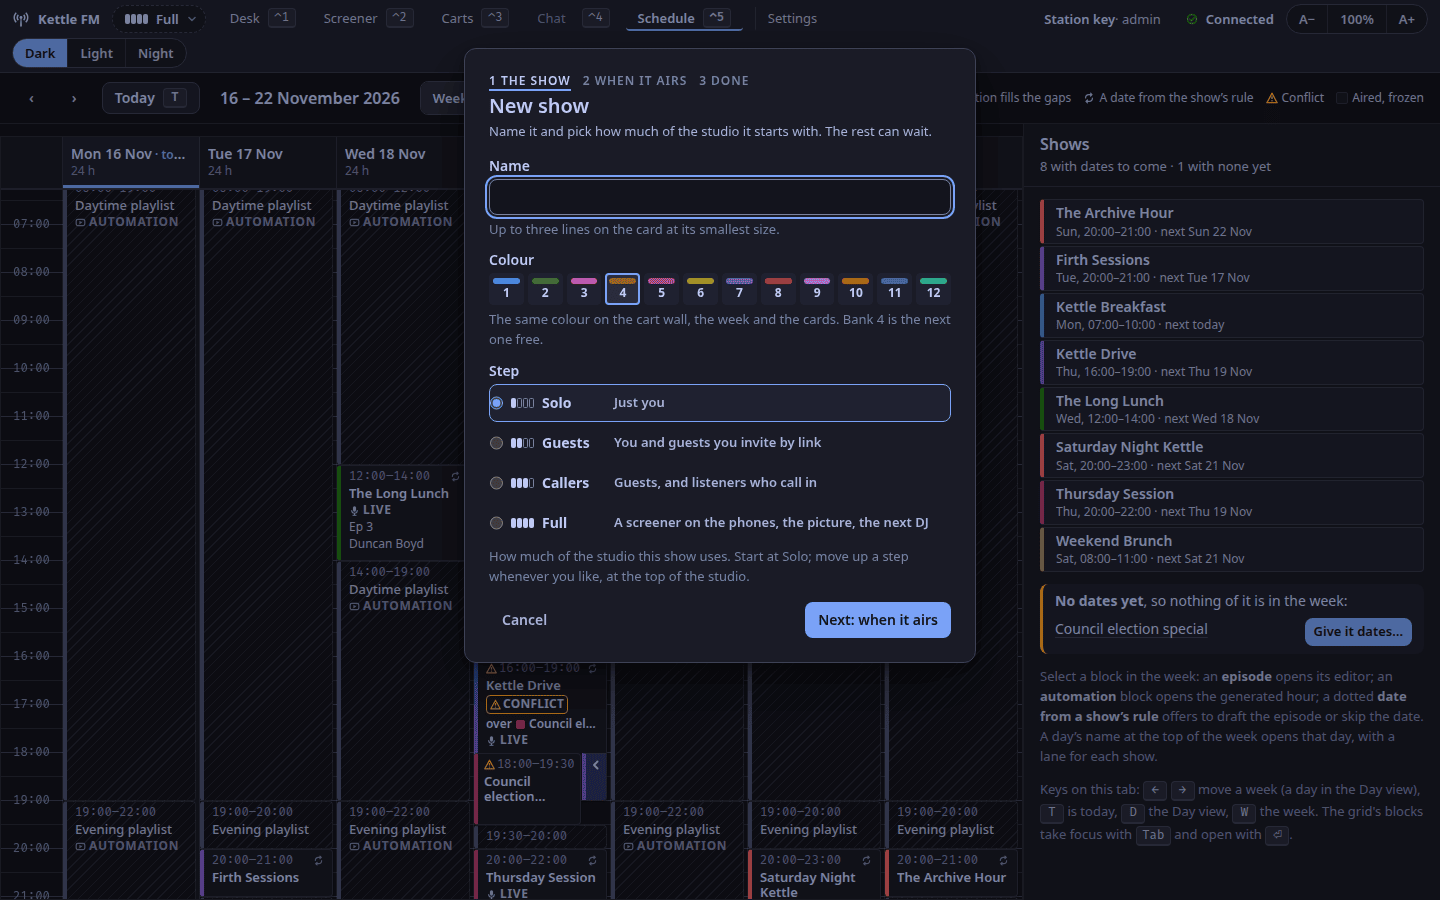 Kettle FM
Full
Desk ^1
Screener ^2
Carts ^3
Chat ^4
Schedule ^5
Settings
Station key · admin
Connected
A−
100%
A+
Dark
Light
Night
‹
›
Today T
16 – 22 November 2026
Week
tion fills the gaps
A date from the show's rule
Conflict
Aired, frozen
Mon 16 Nov · to…
24 h
Tue 17 Nov
24 h
Wed 18 Nov
24 h
07:00
08:00
09:00
10:00
11:00
12:00
13:00
14:00
15:00
16:00
17:00
18:00
19:00
20:00
21:00
Daytime playlist
AUTOMATION
19:00–22:00
Evening playlist
AUTOMATION
Daytime playlist
AUTOMATION
19:00–20:00
Evening playlist
20:00–21:00
Firth Sessions
Daytime playlist
AUTOMATION
12:00–14:00
The Long Lunch
LIVE
Ep 3
Duncan Boyd
14:00–19:00
Daytime playlist
AUTOMATION
19:00–22:00
Evening playlist
AUTOMATION
16:00–19:00
Kettle Drive
CONFLICT
over Council el…
LIVE
18:00–19:30
Council
election…
19:30–20:00
20:00–22:00
Thursday Session
LIVE
19:00–22:00
Evening playlist
AUTOMATION
19:00–20:00
Evening playlist
20:00–23:00
Saturday Night
Kettle
19:00–20:00
Evening playlist
20:00–21:00
The Archive Hour
1 THE SHOW
2 WHEN IT AIRS
3 DONE
New show
Name it and pick how much of the studio it starts with. The rest can wait.
Name
Up to three lines on the card at its smallest size.
Colour
1 2 3 4 5 6 7 8 9 10 11 12
The same colour on the cart wall, the week and the cards. Bank 4 is the next
one free.
Step
Solo Just you
Guests You and guests you invite by link
Callers Guests, and listeners who call in
Full A screener on the phones, the picture, the next DJ
How much of the studio this show uses. Start at Solo; move up a step
whenever you like, at the top of the studio.
Cancel
Next: when it airs
Shows
8 with dates to come · 1 with none yet
The Archive Hour
Sun, 20:00–21:00 · next Sun 22 Nov
Firth Sessions
Tue, 20:00–21:00 · next Tue 17 Nov
Kettle Breakfast
Mon, 07:00–10:00 · next today
Kettle Drive
Thu, 16:00–19:00 · next Thu 19 Nov
The Long Lunch
Wed, 12:00–14:00 · next Wed 18 Nov
Saturday Night Kettle
Sat, 20:00–23:00 · next Sat 21 Nov
Thursday Session
Thu, 20:00–22:00 · next Thu 19 Nov
Weekend Brunch
Sat, 08:00–11:00 · next Sat 21 Nov
No dates yet, so nothing of it is in the week:
Council election special
Give it dates…
Select a block in the week: an episode opens its editor; an
automation block opens the generated hour; a dotted date
from a show's rule offers to draft the episode or skip the date.
A day's name at the top of the week opens that day, with a
lane for each show.
Keys on this tab: ← → move a week (a day in the Day view),
T is today, D the Day view, W the week. The grid's blocks
take focus with Tab and open with ⏎.